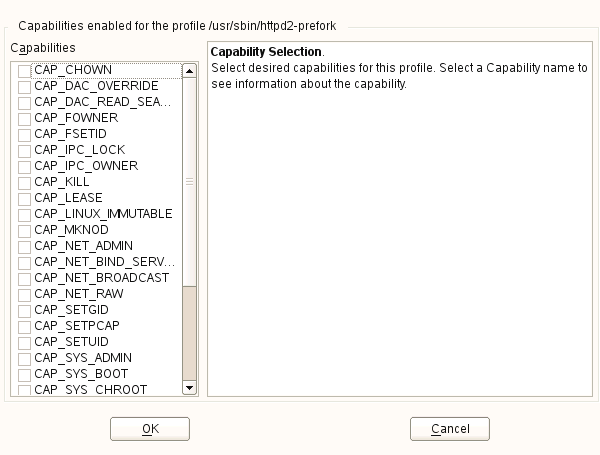 Capabilities enabled for the profile /usr/sbin/httpd2-prefork
Capabilities
CAP_CHOWN
CAP_DAC_OVERRIDE
CAP_DAC_READ_SEA...
CAP_FOWNER
CAP_FSETID
CAP_IPC_LOCK
CAP_IPC_OWNER
CAP_KILL
CAP_LEASE
CAP_LINUX_IMMUTABLE
CAP_MKNOD
CAP_NET_ADMIN
CAP_NET_BIND_SERV...
CAP_NET_BROADCAST
CAP_NET_RAW
CAP_SETGID
CAP_SETPCAP
CAP_SETUID
CAP_SYS_ADMIN
CAP_SYS_BOOT
CAP_SYS_CHROOT
Capability Selection.
Select desired capabilities for this profile. Select a Capability name to
see information about the capability.
OK
Cancel